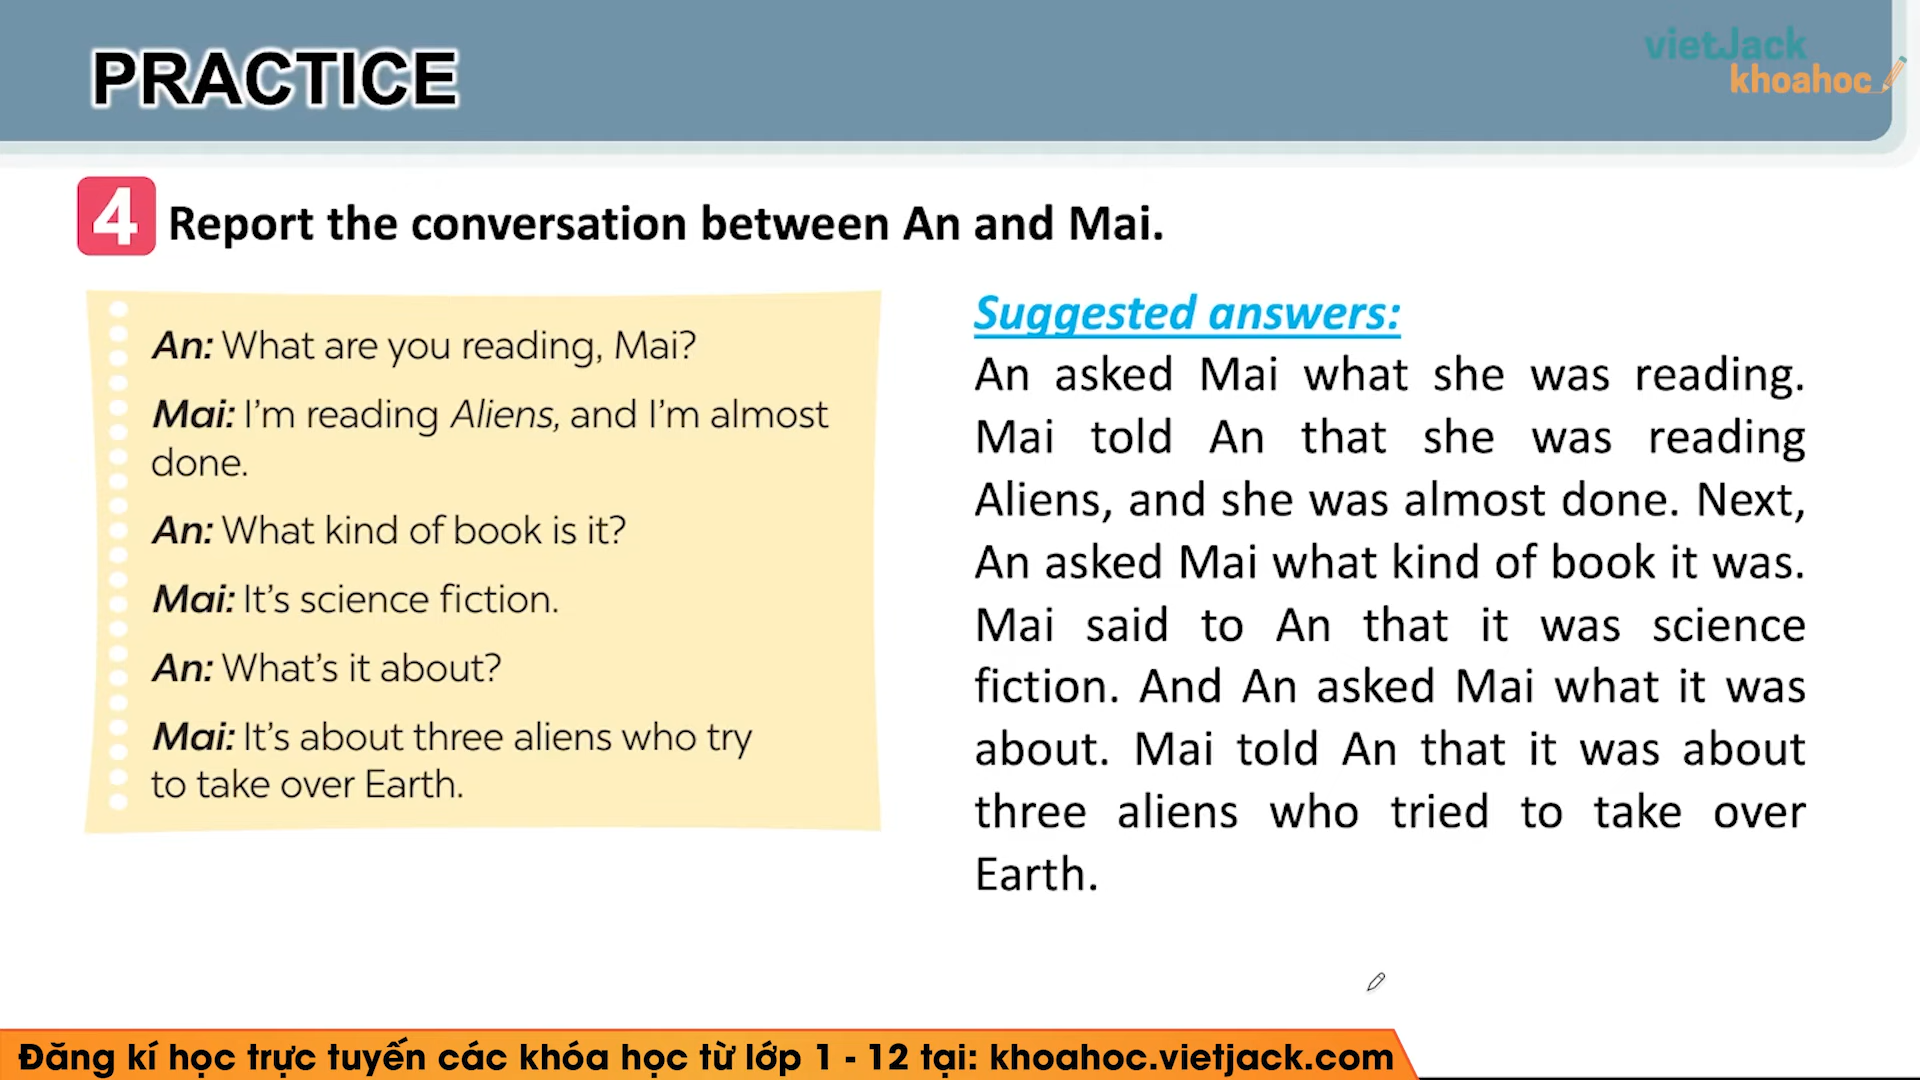 PRACTICE
vietJack
khoahoc
4 Report the conversation between An and Mai.
An: What are you reading, Mai?
Mai: I'm reading Aliens, and I'm almost
done.
An: What kind of book is it?
Mai: It's science fiction.
An: What's it about?
Mai: It's about three aliens who try
to take over Earth.
Suggested answers:
An asked Mai what she was reading.
Mai told An that she was reading
Aliens, and she was almost done. Next,
An asked Mai what kind of book it was.
Mai said to An that it was science
fiction. And An asked Mai what it was
about. Mai told An that it was about
three aliens who tried to take over
Earth.
Đăng kí học trực tuyến các khóa học từ lớp 1 - 12 tại: khoahoc.vietjack.com